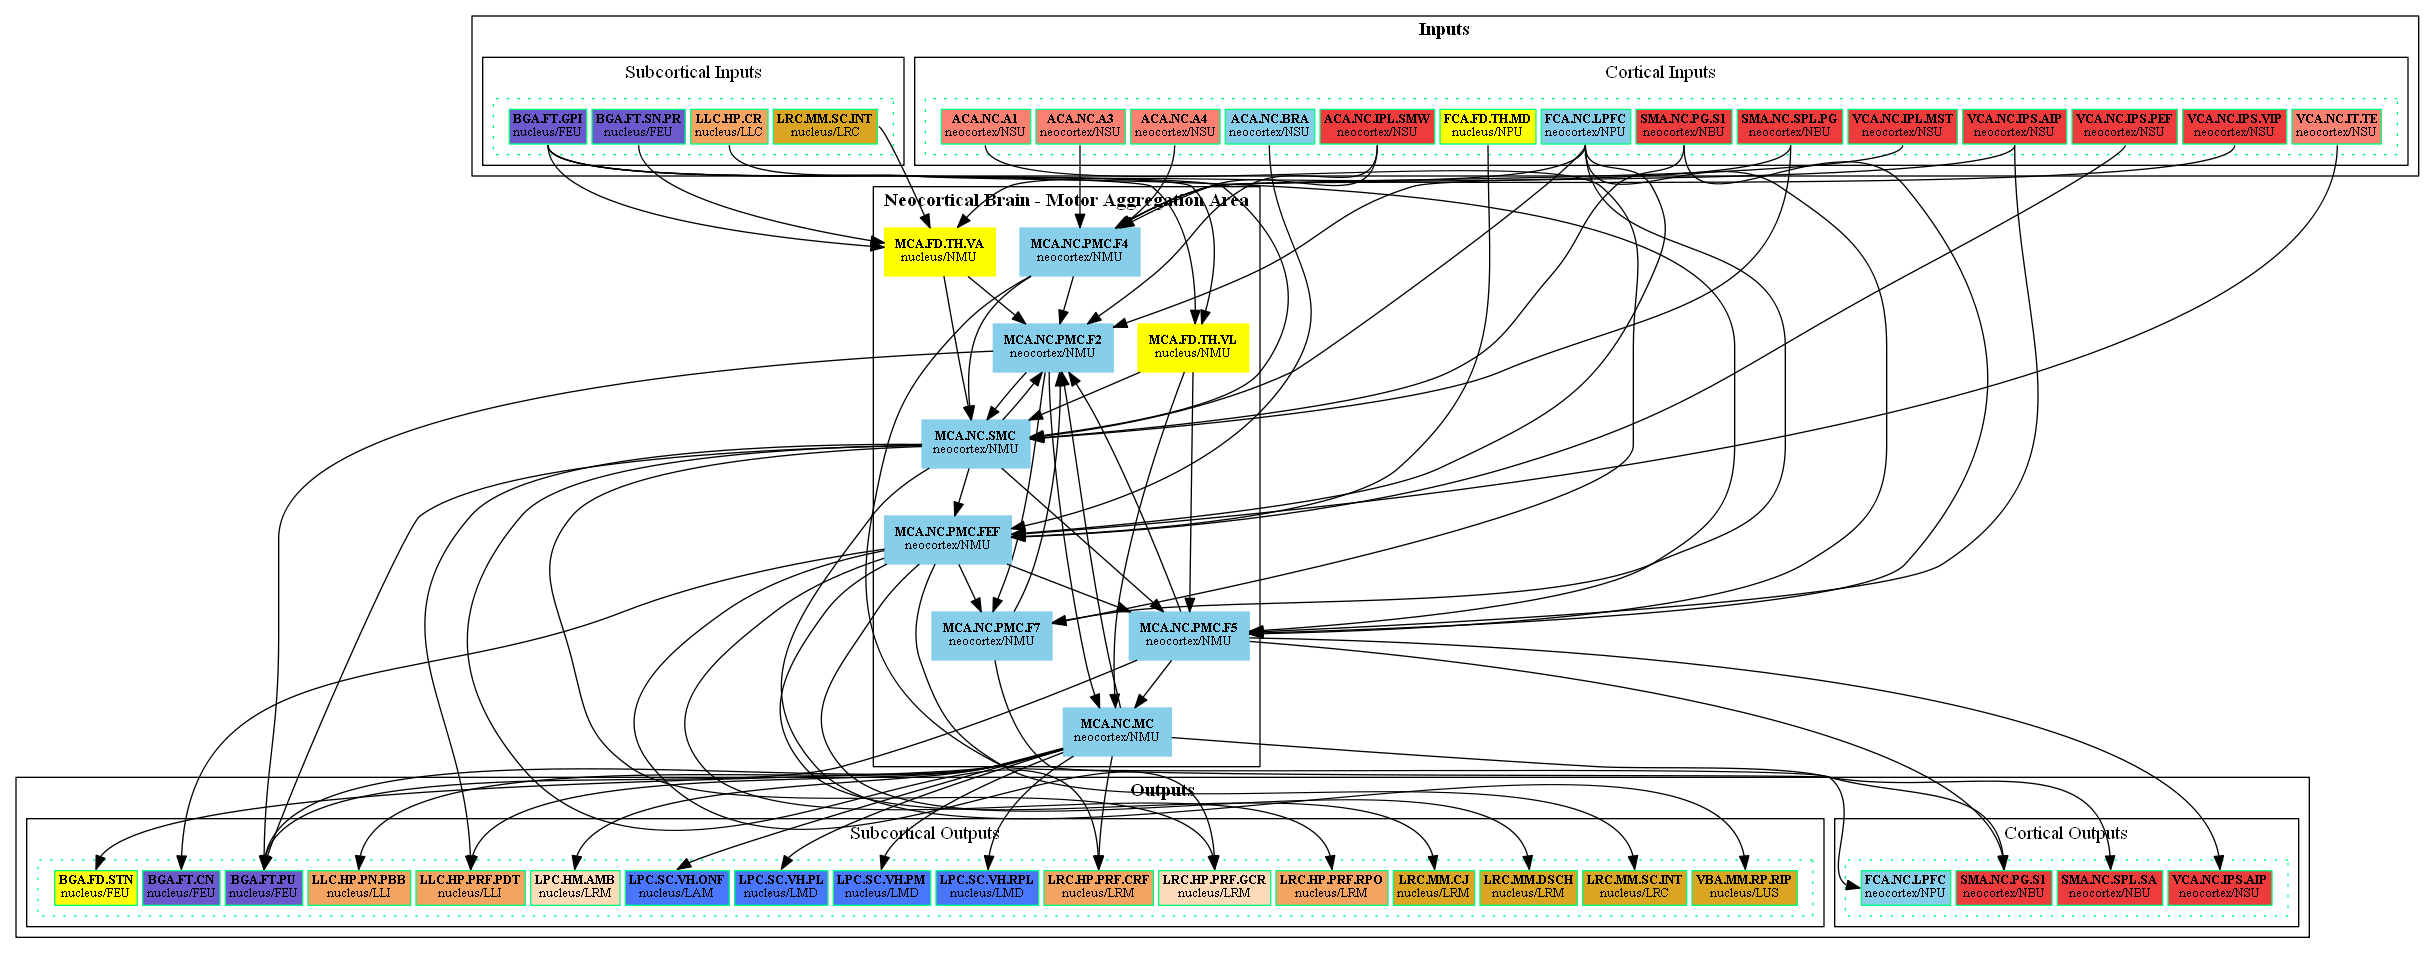 Inputs
Subcortical Inputs
Cortical Inputs
BGA.FT.GPI
nucleus/FEU
BGA.FT.SN.PR
nucleus/FEU
LLC.HP.CR
nucleus/LLC
LRC.MM.SC.INT
nucleus/LRC
ACA.NC.A1
neocortex/NSU
ACA.NC.A3
neocortex/NSU
ACA.NC.A4
neocortex/NSU
ACA.NC.BRA
neocortex/NSU
ACA.NC.IPL.SMW
neocortex/NSU
FCA.FD.TH.MD
nucleus/NPU
FCA.NC.LPFC
neocortex/NPU
SMA.NC.PG.S1
neocortex/NBU
SMA.NC.SPL.PG
neocortex/NBU
VCA.NC.IPL.MST
neocortex/NSU
VCA.NC.IPS.AIP
neocortex/NSU
VCA.NC.IPS.PEF
neocortex/NSU
VCA.NC.IPS.VIP
neocortex/NSU
VCA.NC.IT.TE
neocortex/NSU
Neocortical Brain - Motor Aggregation Area
MCA.FD.TH.VA
nucleus/NMU
MCA.NC.PMC.F4
neocortex/NMU
MCA.NC.PMC.F2
neocortex/NMU
MCA.FD.TH.VL
nucleus/NMU
MCA.NC.SMC
neocortex/NMU
MCA.NC.PMC.FEF
neocortex/NMU
MCA.NC.PMC.F7
neocortex/NMU
MCA.NC.PMC.F5
neocortex/NMU
MCA.NC.MC
neocortex/NMU
Outputs
Subcortical Outputs
Cortical Outputs
BGA.FD.STN
nucleus/FEU
BGA.FT.CN
nucleus/FEU
BGA.FT.PU
nucleus/FEU
LLC.HP.PN.PBB
nucleus/LLI
LLC.HP.PRF.PDT
nucleus/LLI
LPC.HM.AMB
nucleus/LRM
LPC.SC.VH.ONF
nucleus/LAM
LPC.SC.VH.PL
nucleus/LMD
LPC.SC.VH.PM
nucleus/LMD
LPC.SC.VH.RPL
nucleus/LMD
LRC.HP.PRF.CRF
nucleus/LRM
LRC.HP.PRF.GCR
nucleus/LRM
LRC.HP.PRF.RPO
nucleus/LRM
LRC.MM.CJ
nucleus/LRM
LRC.MM.DSCH
nucleus/LRM
LRC.MM.SC.INT
nucleus/LRC
VBA.MM.RP.RIP
nucleus/LUS
FCA.NC.LPFC
neocortex/NPU
SMA.NC.PG.S1
neocortex/NBU
SMA.NC.SPL.SA
neocortex/NBU
VCA.NC.IPS.AIP
neocortex/NSU